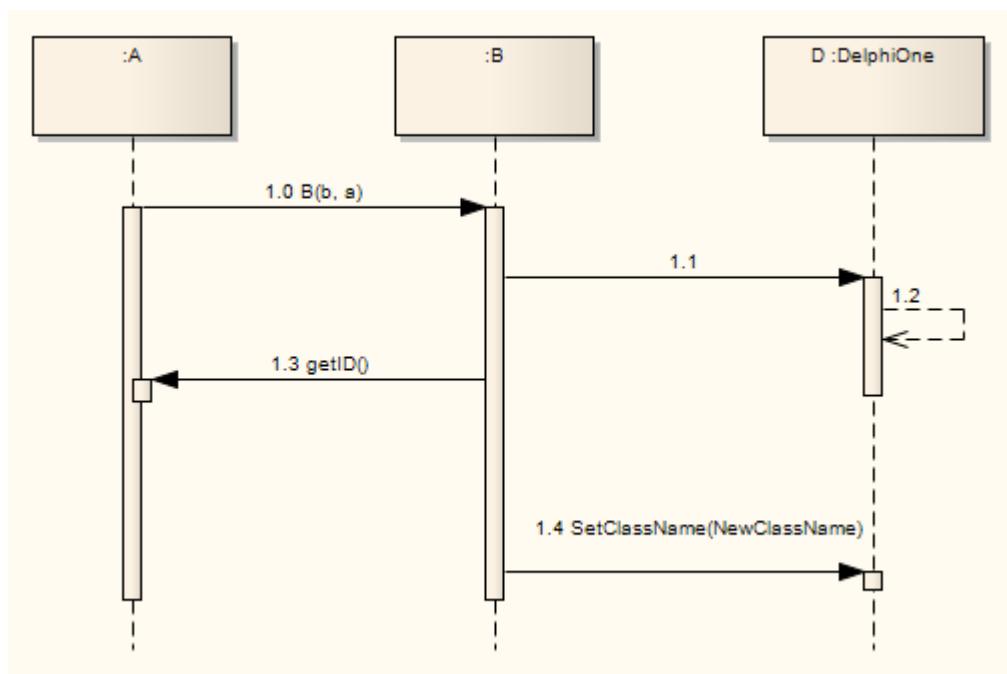 :A
:B
D :DelphiOne
1.0 B(b, a)
1.1
1.2
1.3 getID()
1.4 SetClassName(NewClassName)